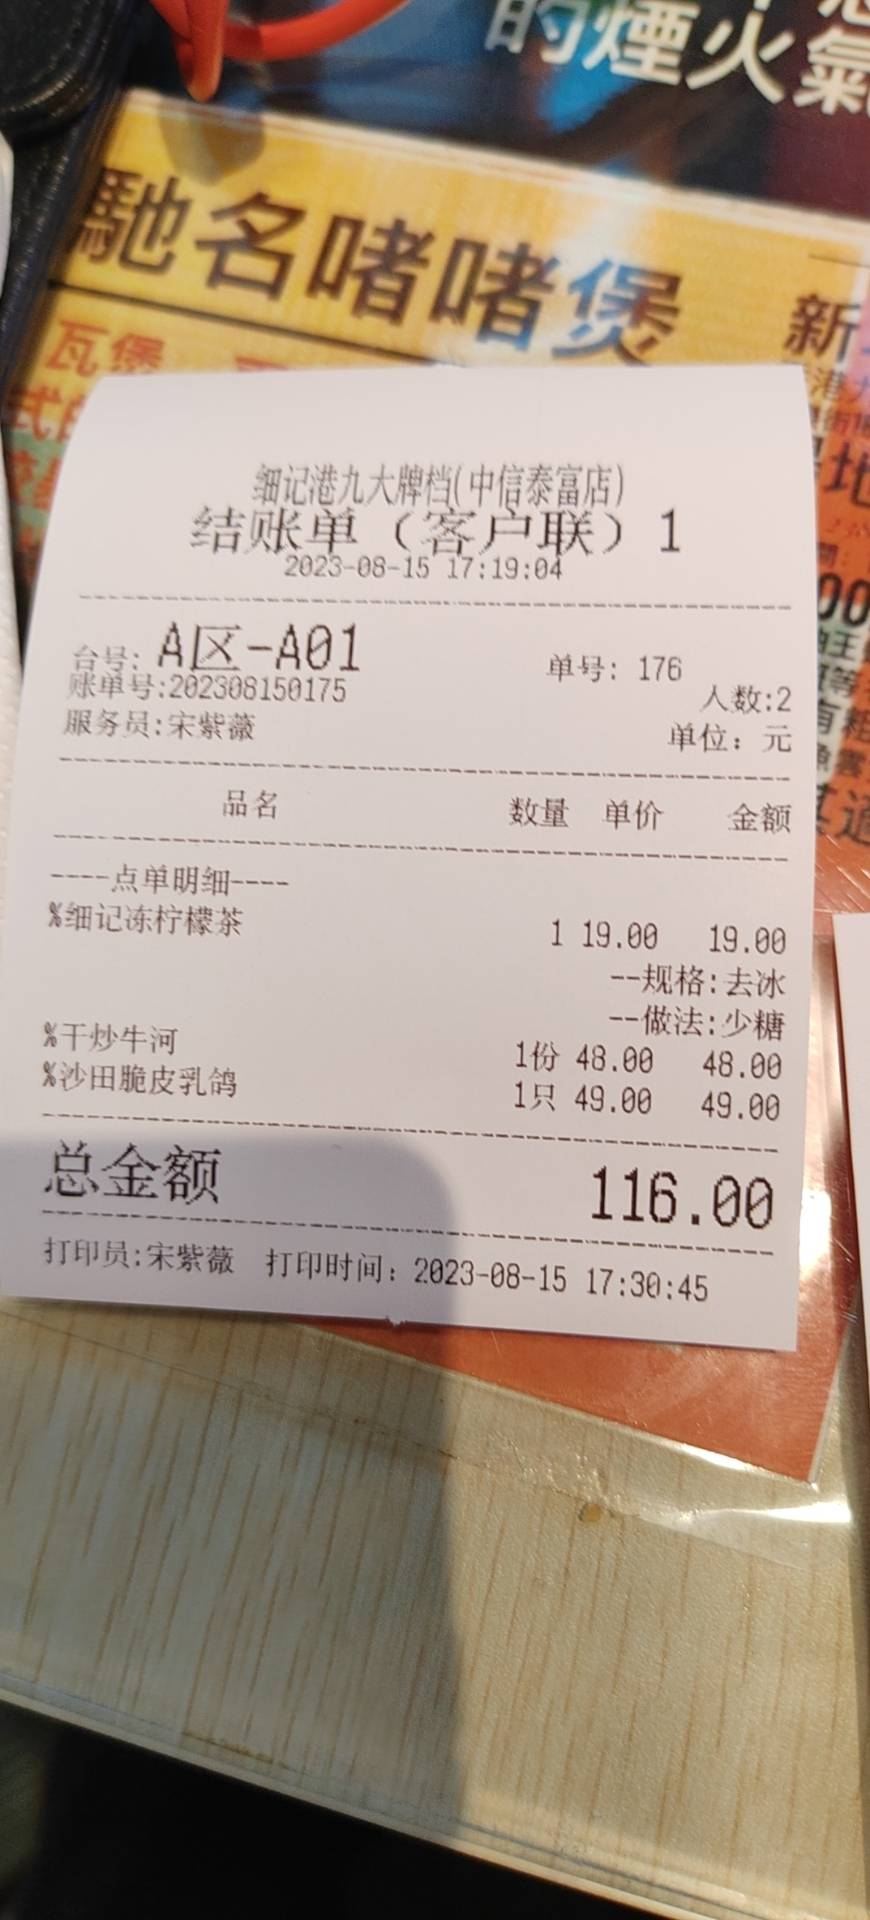 的煙火氣
馳名啫啫煲
瓦煲
新
细记港九大牌档(中信泰富店)
结账单（客户联）1
2023-08-15 17:19:04
台号: A区-A01 单号: 176
账单号:202308150175 人数:2
服务员:宋紫薇 单位: 元
品名 数量 单价 金额
----点单明细----
%细记冻柠檬茶 1 19.00 19.00
--规格:去冰
--做法:少糖
%干炒牛河 1份 48.00 48.00
%沙田脆皮乳鸽 1只 49.00 49.00
总金额 116.00
打印员:宋紫薇 打印时间: 2023-08-15 17:30:45